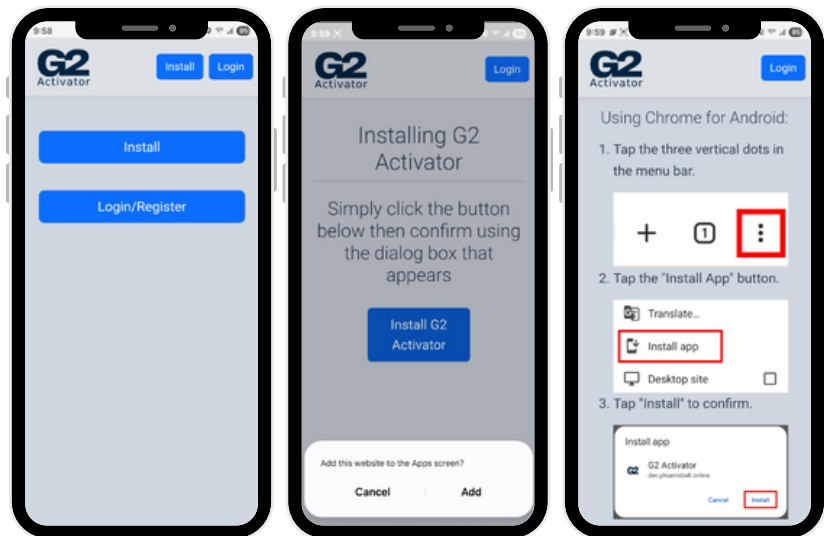 9:58
G2
Activator
Install
Login
Install
Login/Register
9:59
G2
Activator
Login
Installing G2
Activator
Simply click the button
below then confirm using
the dialog box that
appears
Install G2
Activator
Add this website to the Apps screen?
Cancel
Add
9:59
G2
Activator
Login
Using Chrome for Android:
1. Tap the three vertical dots in
the menu bar.
1
2. Tap the "Install App" button.
Translate...
Install app
Desktop site
3. Tap "Install" to confirm.
Install app
G2
G2 Activator
dev.phoenixbell.online
Cancel
Install